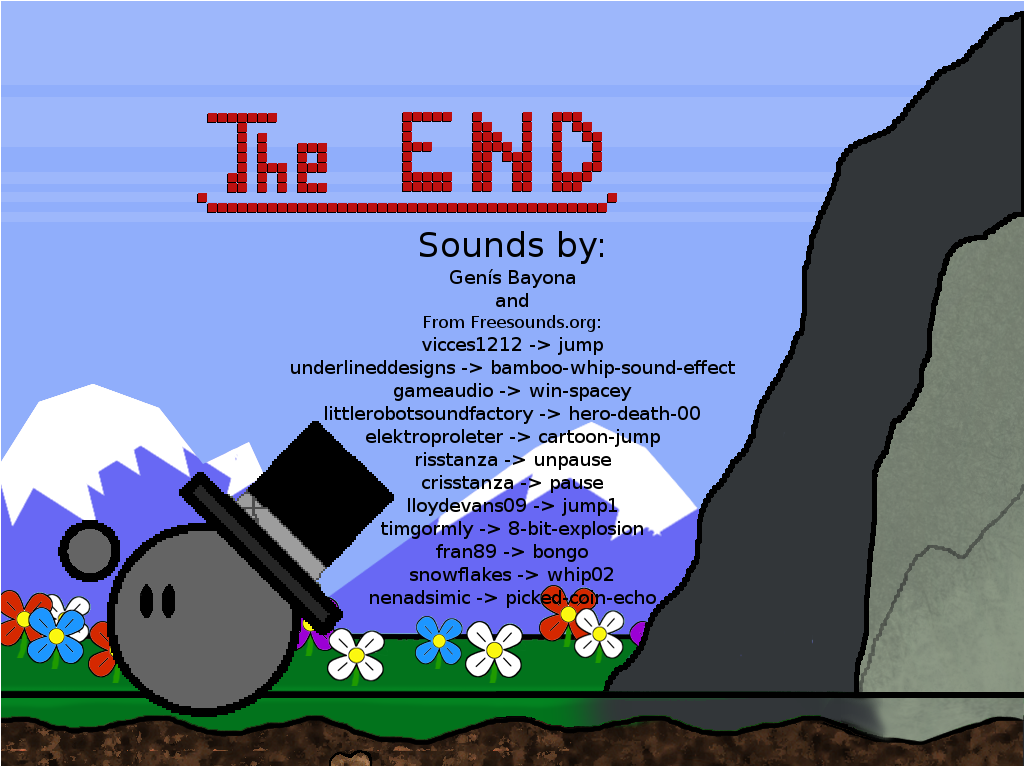 The END
Sounds by:
Genís Bayona
and
From Freesounds.org:
vicces1212 -> jump
underlineddesigns -> bamboo-whip-sound-effect
gameaudio -> win-spacey
littlerobotsoundfactory -> hero-death-00
elektroproleter -> cartoon-jump
risstanza -> unpause
crisstanza -> pause
lloydevans09 -> jump1
timgormly -> 8-bit-explosion
fran89 -> bongo
snowflakes -> whip02
nenadsimic -> picked-coin-echo